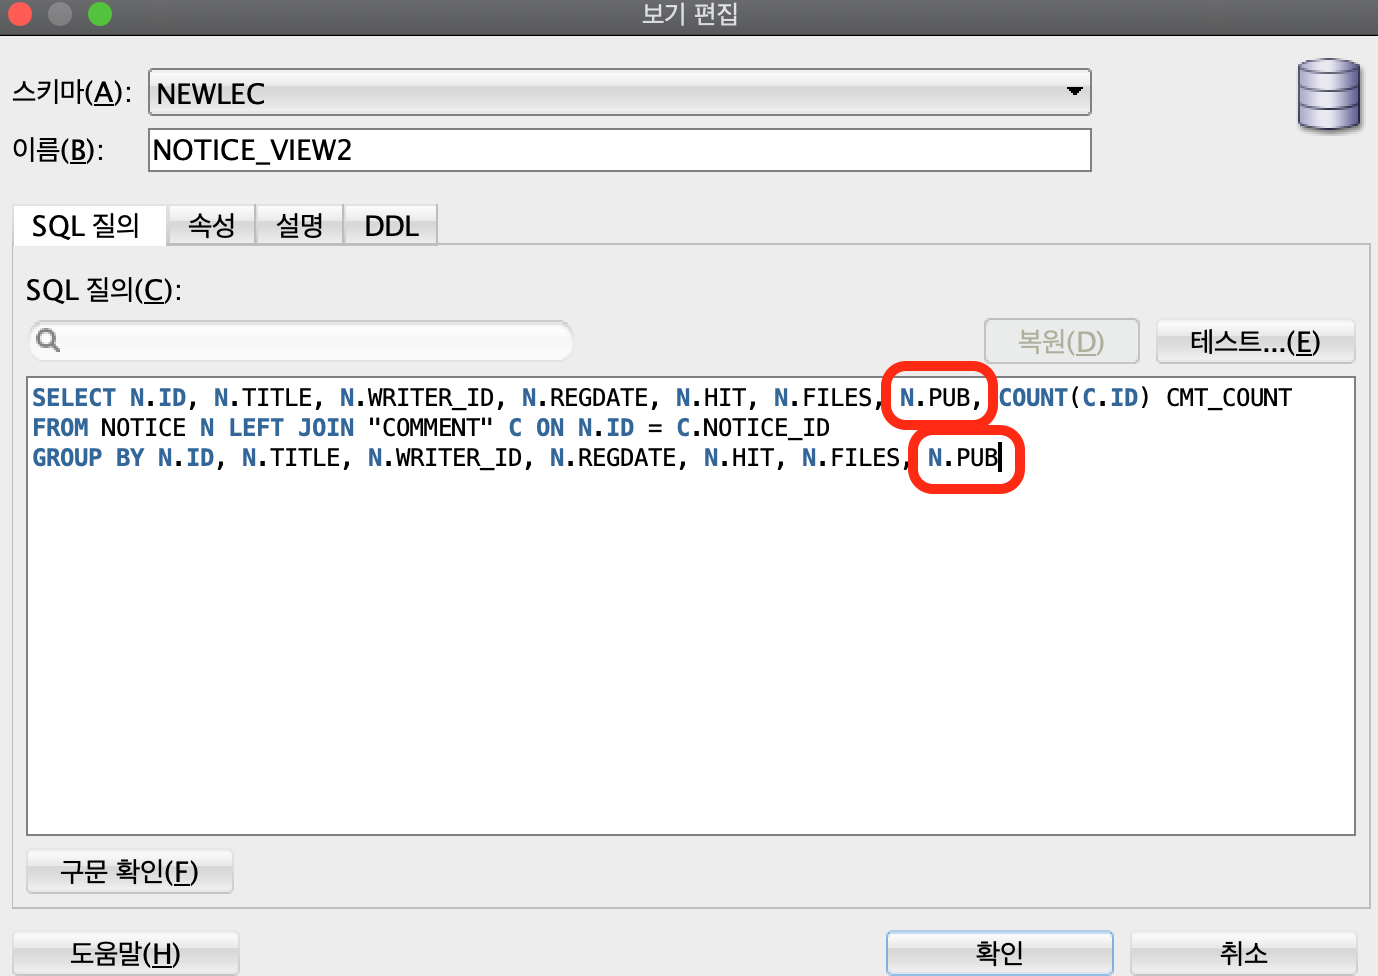 보기 편집
스키마(A): NEWLEC
이름(B): NOTICE_VIEW2
SQL 질의 속성 설명 DDL
SQL 질의(C):
복원(D) 테스트...(E)
SELECT N.ID, N.TITLE, N.WRITER_ID, N.REGDATE, N.HIT, N.FILES, N.PUB, COUNT(C.ID) CMT_COUNT
FROM NOTICE N LEFT JOIN "COMMENT" C ON N.ID = C.NOTICE_ID
GROUP BY N.ID, N.TITLE, N.WRITER_ID, N.REGDATE, N.HIT, N.FILES, N.PUB
구문 확인(F)
도움말(H) 확인 취소